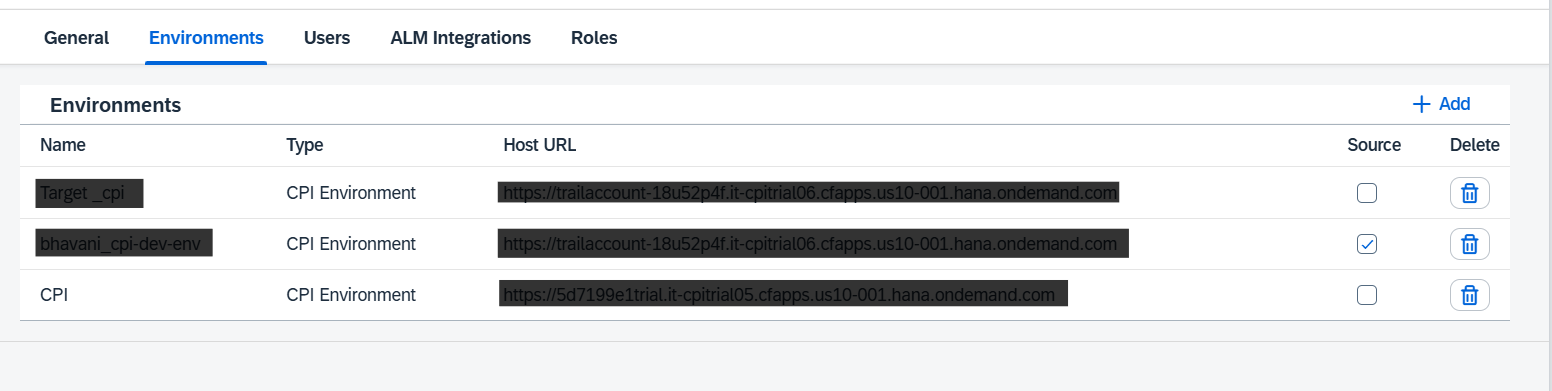 General Environments Users ALM Integrations Roles
Environments
+ Add
Name Type Host URL Source Delete
Target _cpi CPI Environment https://trailaccount-18u52p4f.it-cpitrial06.cfapps.us10-001.hana.ondemand.com
bhavani_cpi-dev-env CPI Environment https://trailaccount-18u52p4f.it-cpitrial06.cfapps.us10-001.hana.ondemand.com
CPI CPI Environment https://5d7199e1trial.it-cpitrial05.cfapps.us10-001.hana.ondemand.com